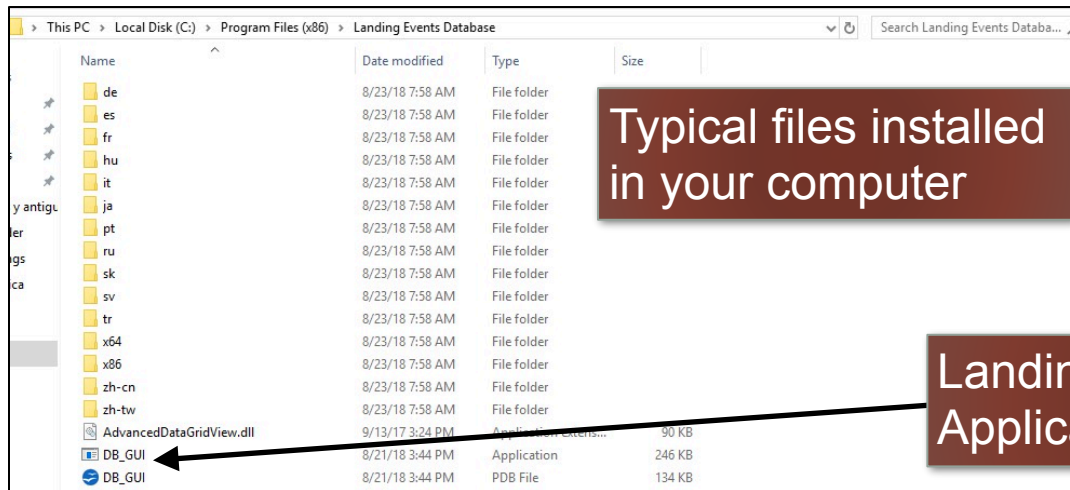 This PC > Local Disk (C:) > Program Files (x86) > Landing Events Database
Search Landing Events Databa...
Name Date modified Type Size
de 8/23/18 7:58 AM File folder
es 8/23/18 7:58 AM File folder
fr 8/23/18 7:58 AM File folder
hu 8/23/18 7:58 AM File folder
it 8/23/18 7:58 AM File folder
ja 8/23/18 7:58 AM File folder
y antigu
pt 8/23/18 7:58 AM File folder
ru 8/23/18 7:58 AM File folder
sk 8/23/18 7:58 AM File folder
sv 8/23/18 7:58 AM File folder
tr 8/23/18 7:58 AM File folder
x64 8/23/18 7:58 AM File folder
x86 8/23/18 7:58 AM File folder
zh-cn 8/23/18 7:58 AM File folder
zh-tw 8/23/18 7:58 AM File folder
AdvancedDataGridView.dll 9/13/17 3:24 PM Application extens... 90 KB
DB_GUI 8/21/18 3:44 PM Application 246 KB
DB_GUI 8/21/18 3:44 PM PDB File 134 KB
Typical files installed
in your computer
Landin
Applica